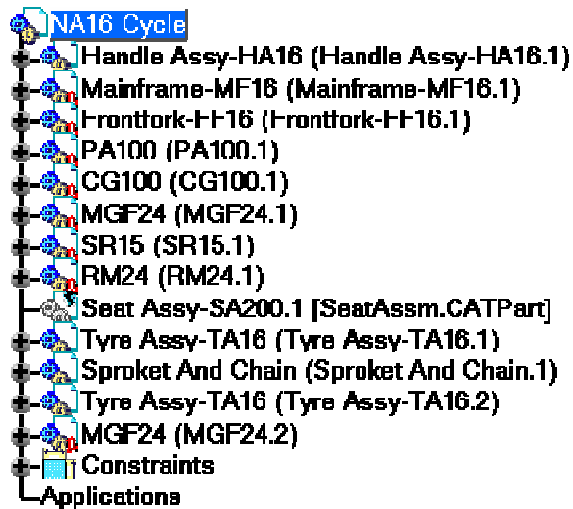 NA16 Cycle
Handle Assy-HA16 (Handle Assy-HA16.1)
Mainframe-MF16 (Mainframe-MF16.1)
Frontfork-FF16 (Frontfork-FF16.1)
PA100 (PA100.1)
CG100 (CG100.1)
MGF24 (MGF24.1)
SR15 (SR15.1)
RM24 (RM24.1)
Seat Assy-SA200.1 [SeatAssm.CATPart]
Tyre Assy-TA16 (Tyre Assy-TA16.1)
Sproket And Chain (Sproket And Chain.1)
Tyre Assy-TA16 (Tyre Assy-TA16.2)
MGF24 (MGF24.2)
Constraints
Applications